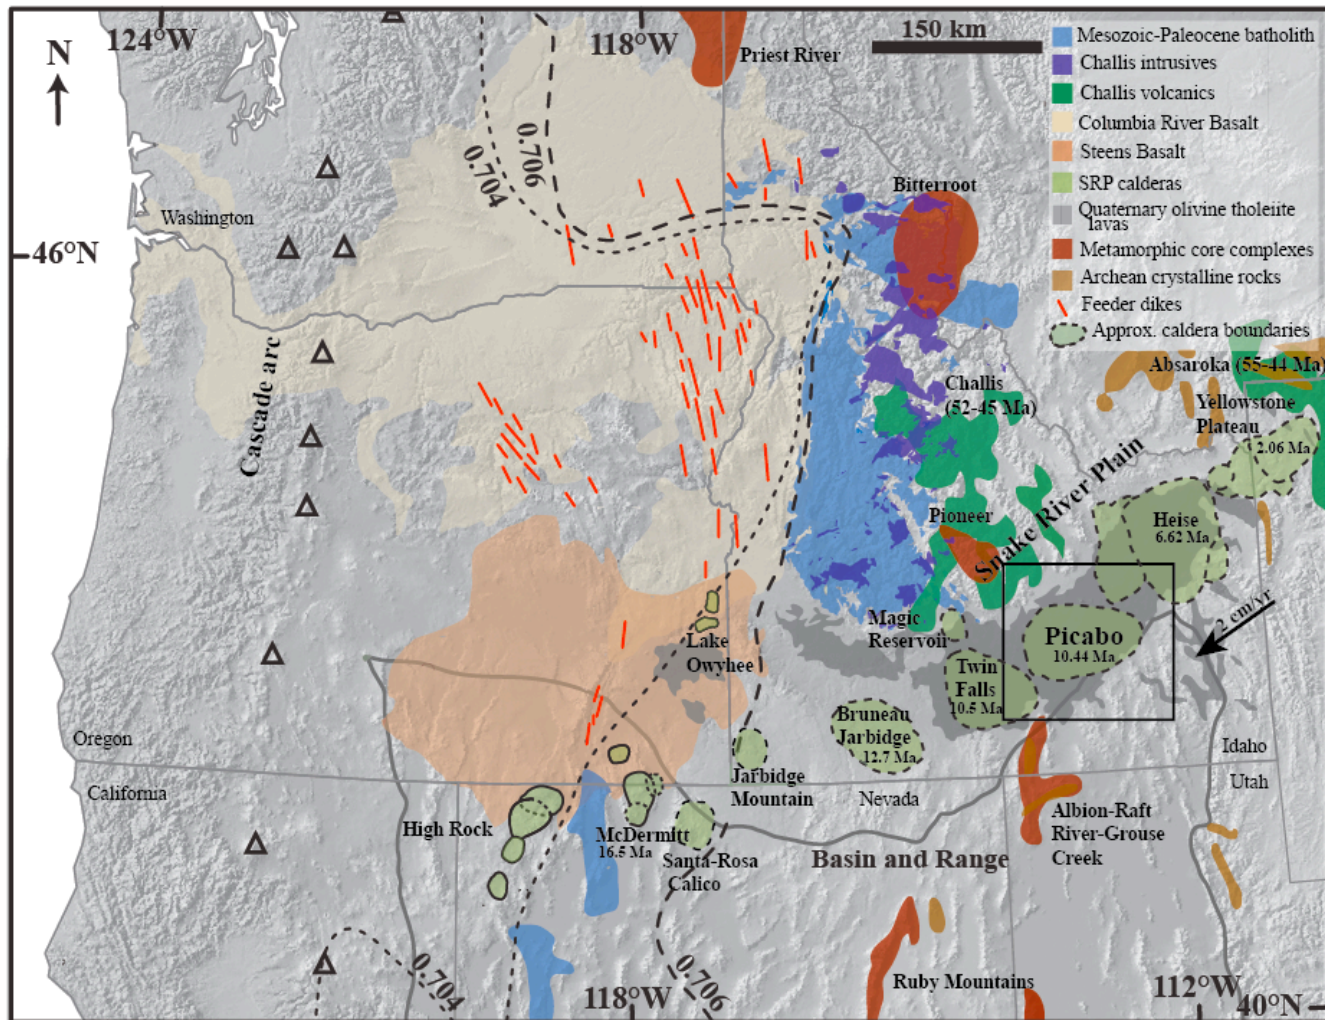 124°W
118°W
150 km
N
Priest River
Mesozoic-Paleocene batholith
Challis intrusives
Challis volcanics
Columbia River Basalt
Steens Basalt
SRP calderas
Quaternary olivine tholeiite
lavas
Metamorphic core complexes
Archean crystalline rocks
Feeder dikes
Approx. caldera boundaries
0.706
0.704
Bitterroot
Washington
46°N
Cascade arc
Absaroka (55-44 Ma)
Challis
(52-45 Ma)
Yellowstone
Plateau
2.06 Ma
Snake River Plain
Pioneer
Heise
6.62 Ma
Magic
Reservoir
2 cm/yr
Lake
Owyhee
Picabo
10.44 Ma
Twin
Falls
10.5 Ma
Bruneau
Jarbidge
12.7 Ma
Oregon
Idaho
California
Utah
Jarbidge
Mountain
Nevada
High Rock
McDermitt
16.5 Ma
Santa-Rosa
Calico
Albion-Raft
River-Grouse
Creek
Basin and Range
0.704
0.706
Ruby Mountains
118°W
112°W
40°N